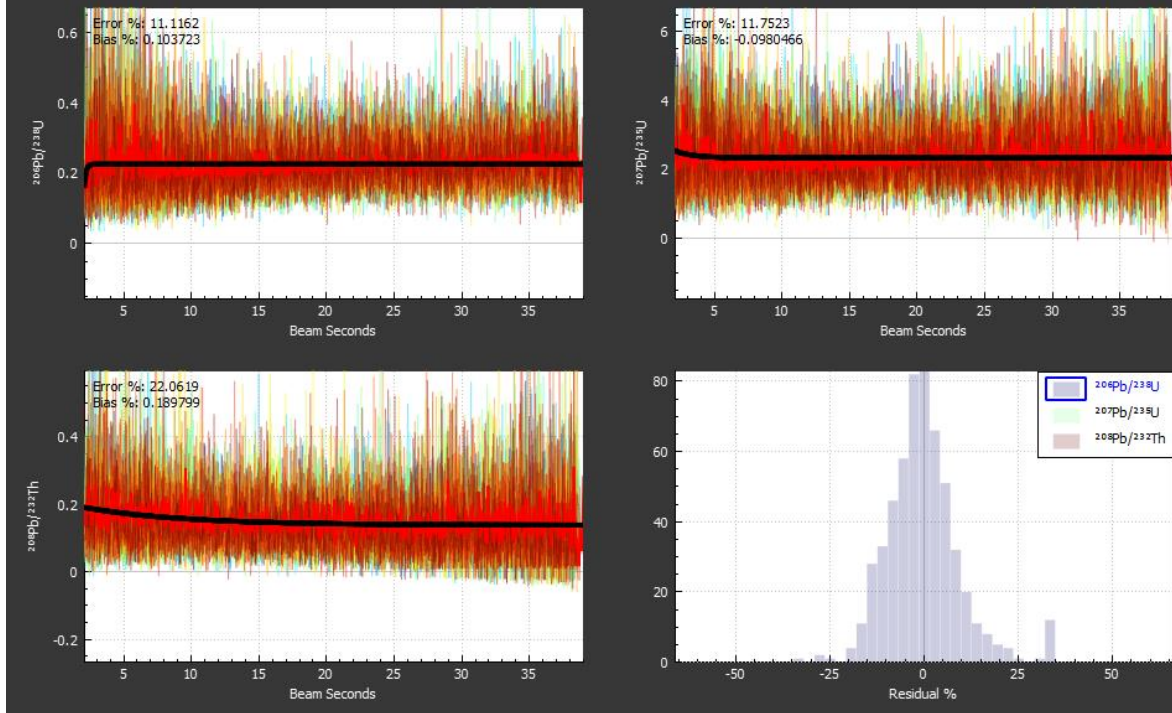 Error %: 11.1162
Bias %: 0.103723
0.6
0.4
0.2
0
²⁰⁶Pb/²³⁸U
5 10 15 20 25 30 35
Beam Seconds
Error %: 11.7523
Bias %: -0.0980466
6
4
2
0
²⁰⁷Pb/²³⁵U
5 10 15 20 25 30 35
Beam Seconds
Error %: 22.0619
Bias %: 0.189799
0.4
0.2
0
-0.2
²⁰⁸Pb/²³²Th
5 10 15 20 25 30 35
Beam Seconds
80
60
40
20
0
²⁰⁶Pb/²³⁸U
²⁰⁷Pb/²³⁵U
²⁰⁸Pb/²³²Th
-50 -25 0 25 50
Residual %